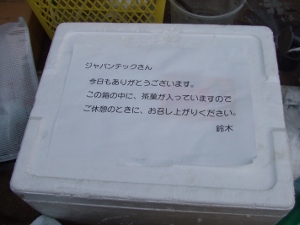 ジャパンテックさん
今日もありがとうございます。
この箱の中に、茶菓が入っていますので
ご休憩のときに、お召し上がりください。
鈴木